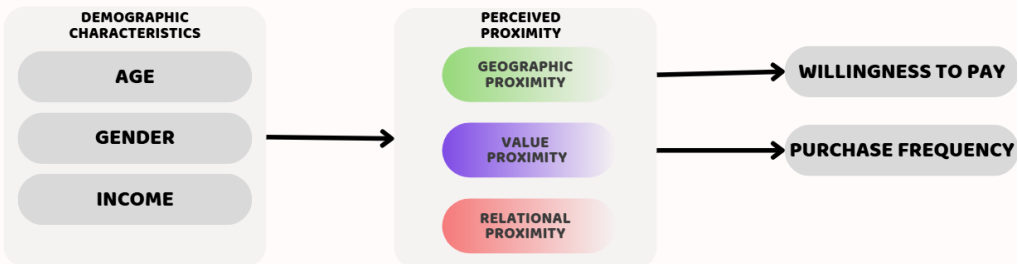 DEMOGRAPHIC
CHARACTERISTICS
AGE
GENDER
INCOME
PERCEIVED
PROXIMITY
GEOGRAPHIC
PROXIMITY
VALUE
PROXIMITY
RELATIONAL
PROXIMITY
WILLINGNESS TO PAY
PURCHASE FREQUENCY